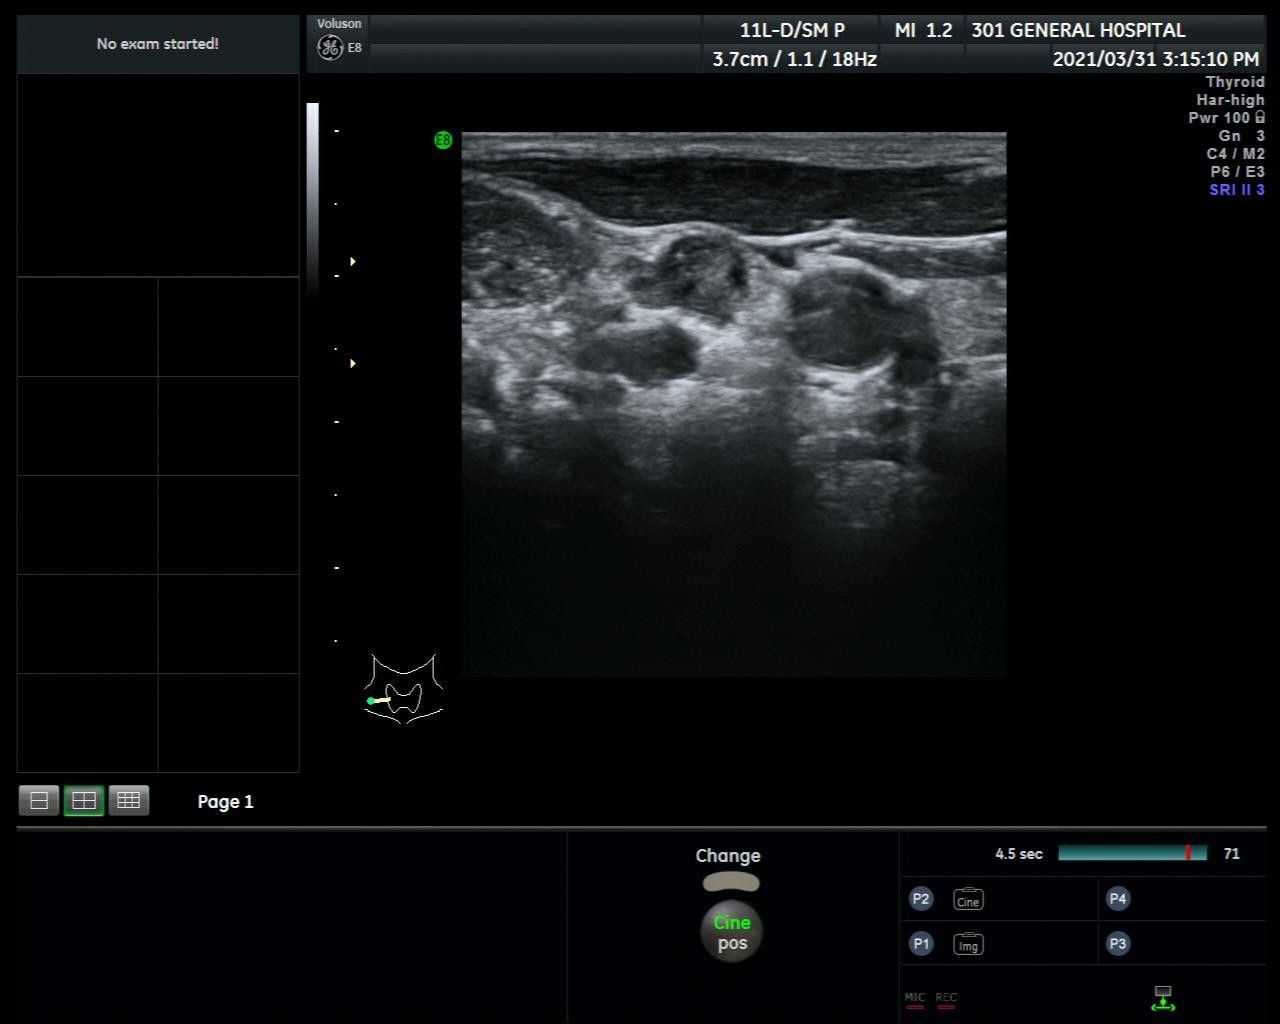 No exam started!
Voluson
E8
11L-D/SM P
MI 1.2
301 GENERAL H0SPITAL
3.7cm / 1.1 / 18Hz
2021/03/31 3:15:10 PM
Thyroid
Har-high
Pwr 100
Gn 3
C4 / M2
P6 / E3
SRI II 3
E8
Page 1
Change
Cine
pos
4.5 sec
71
P2
Cine
P4
P1
Img
P3
MIC
REC